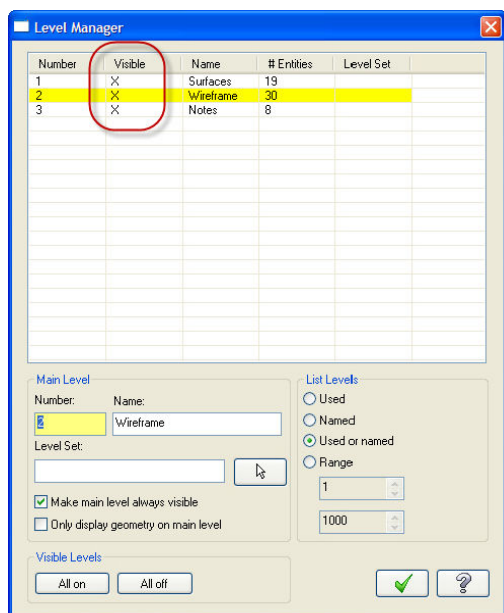 Level Manager
Number Visible Name # Entities Level Set
1 X Surfaces 19
2 X Wireframe 30
3 X Notes 8
Main Level
Number: Name:
2 Wireframe
Level Set:
Make main level always visible
Only display geometry on main level
List Levels
Used
Named
Used or named
Range
1
1000
Visible Levels
All on All off
?